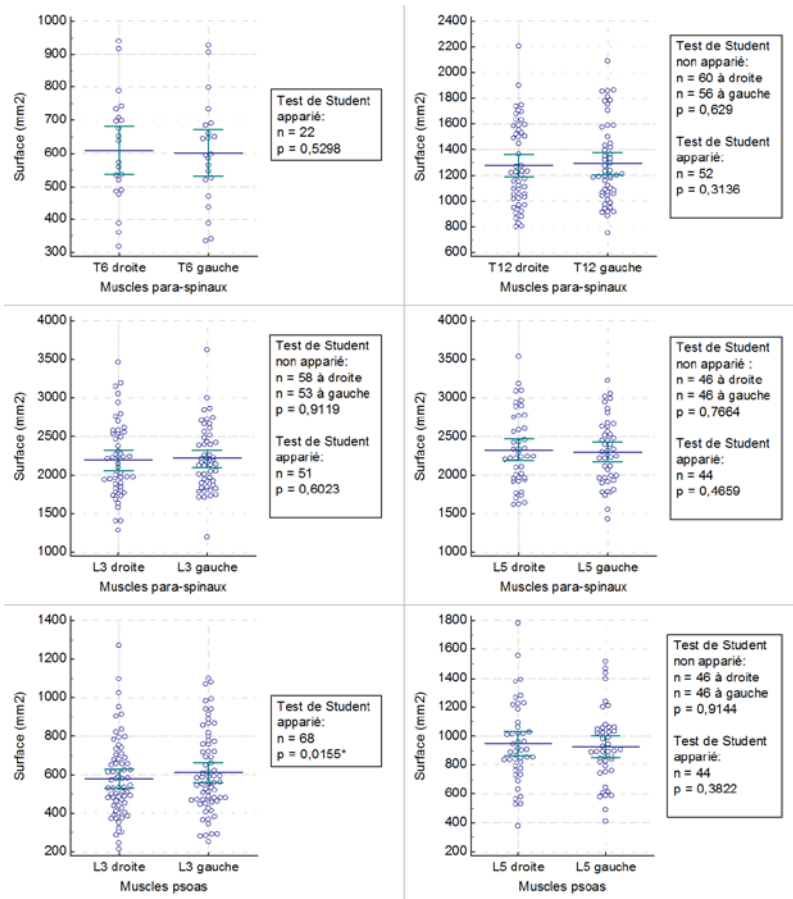 1000
900
800
700
600
500
400
300
Surface (mm2)
T6 droite T6 gauche
Muscles para-spinaux
Test de Student
apparié:
n = 22
p = 0,5298
2400
2200
2000
1800
1600
1400
1200
1000
800
600
Surface (mm2)
T12 droite T12 gauche
Muscles para-spinaux
Test de Student
non apparié:
n = 60 à droite
n = 56 à gauche
p = 0,629
Test de Student
apparié:
n = 52
p = 0,3136
4000
3500
3000
2500
2000
1500
1000
Surface (mm2)
L3 droite L3 gauche
Muscles para-spinaux
Test de Student
non apparié:
n = 58 à droite
n = 53 à gauche
p = 0,9119
Test de Student
apparié:
n = 51
p = 0,6023
4000
3500
3000
2500
2000
1500
1000
Surface (mm2)
L5 droite L5 gauche
Muscles para-spinaux
Test de Student
non apparié :
n = 46 à droite
n = 46 à gauche
p = 0,7664
Test de Student
apparié:
n = 44
p = 0,4659
1400
1200
1000
800
600
400
200
Surface (mm2)
L3 droite L3 gauche
Muscles psoas
Test de Student
apparié:
n = 68
p = 0,0155*
1800
1600
1400
1200
1000
800
600
400
200
Surface (mm2)
L5 droite L5 gauche
Muscles psoas
Test de Student
non apparié:
n = 46 à droite
n = 46 à gauche
p = 0,9144
Test de Student
apparié:
n = 44
p = 0,3822